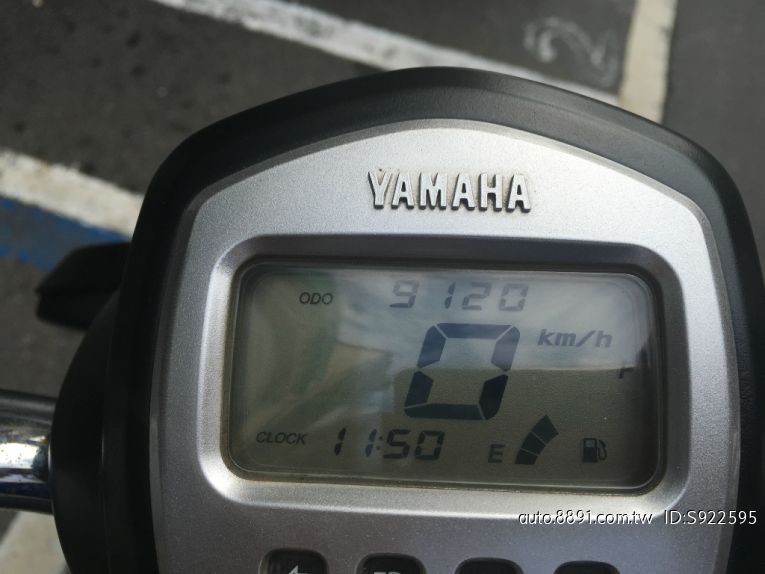 YAMAHA
ODO 9120
0 km/h
F
CLOCK 11:50 E
auto.8891.com.tw ID:S922595